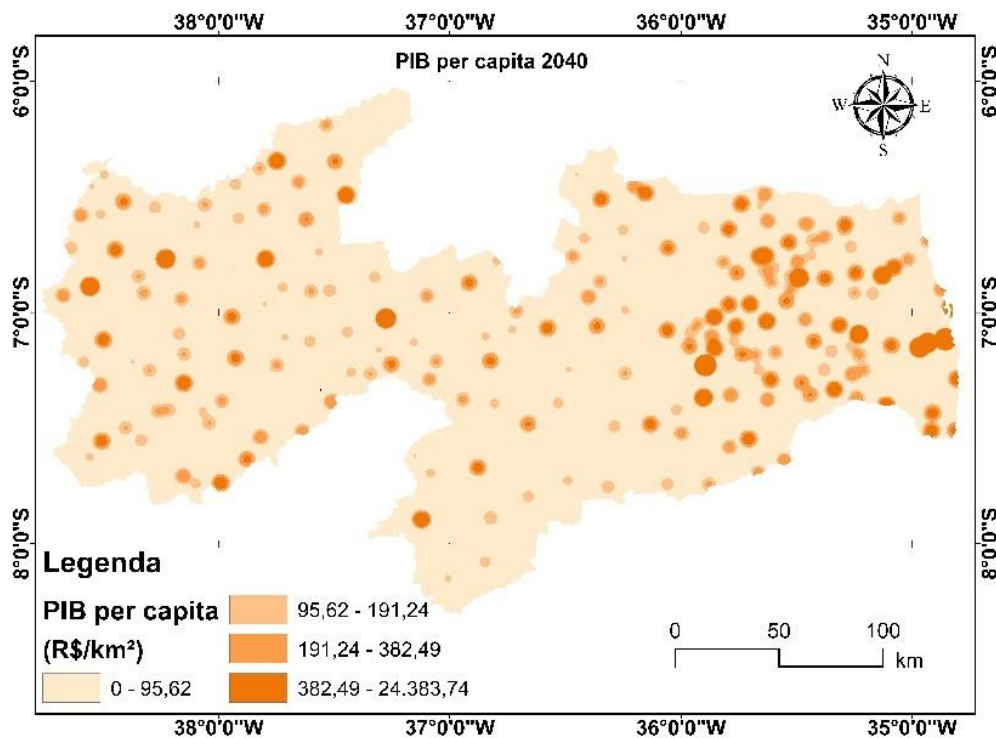 38°0'0"W 37°0'0"W 36°0'0"W 35°0'0"W
PIB per capita 2040
6°0'0"S 6°0'0"S
N
W E
S
7°0'0"S 7°0'0"S
8°0'0"S 8°0'0"S
Legenda
PIB per capita
(R$/km²)
0 - 95,62
95,62 - 191,24
191,24 - 382,49
382,49 - 24.383,74
0 50 100
km
38°0'0"W 37°0'0"W 36°0'0"W 35°0'0"W